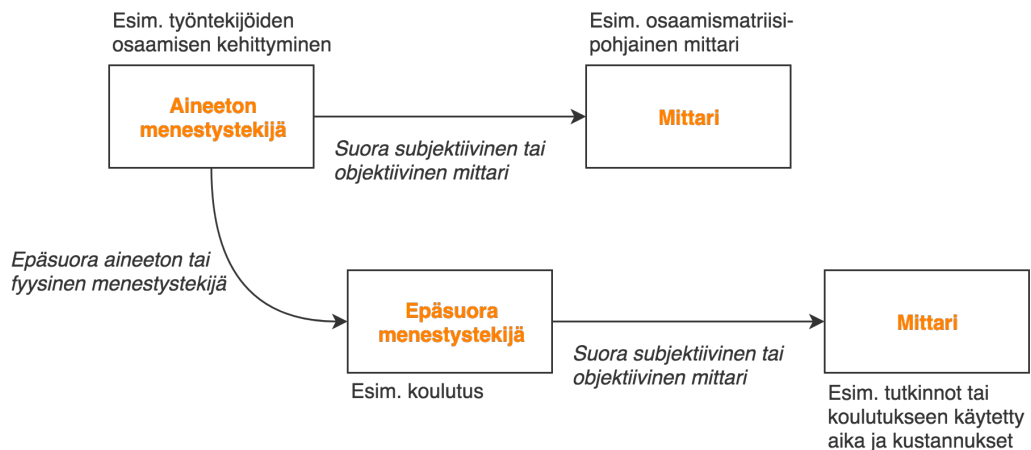 Esim. työntekijöiden
osaamisen kehittyminen
Esim. osaamismatriisi-
pohjainen mittari
Aineeton
menestystekijä
Mittari
Suora subjektiivinen tai
objektiivinen mittari
Epäsuora aineeton tai
fyysinen menestystekijä
Epäsuora
menestystekijä
Mittari
Suora subjektiivinen tai
objektiivinen mittari
Esim. koulutus
Esim. tutkinnot tai
koulutukseen käytetty
aika ja kustannukset